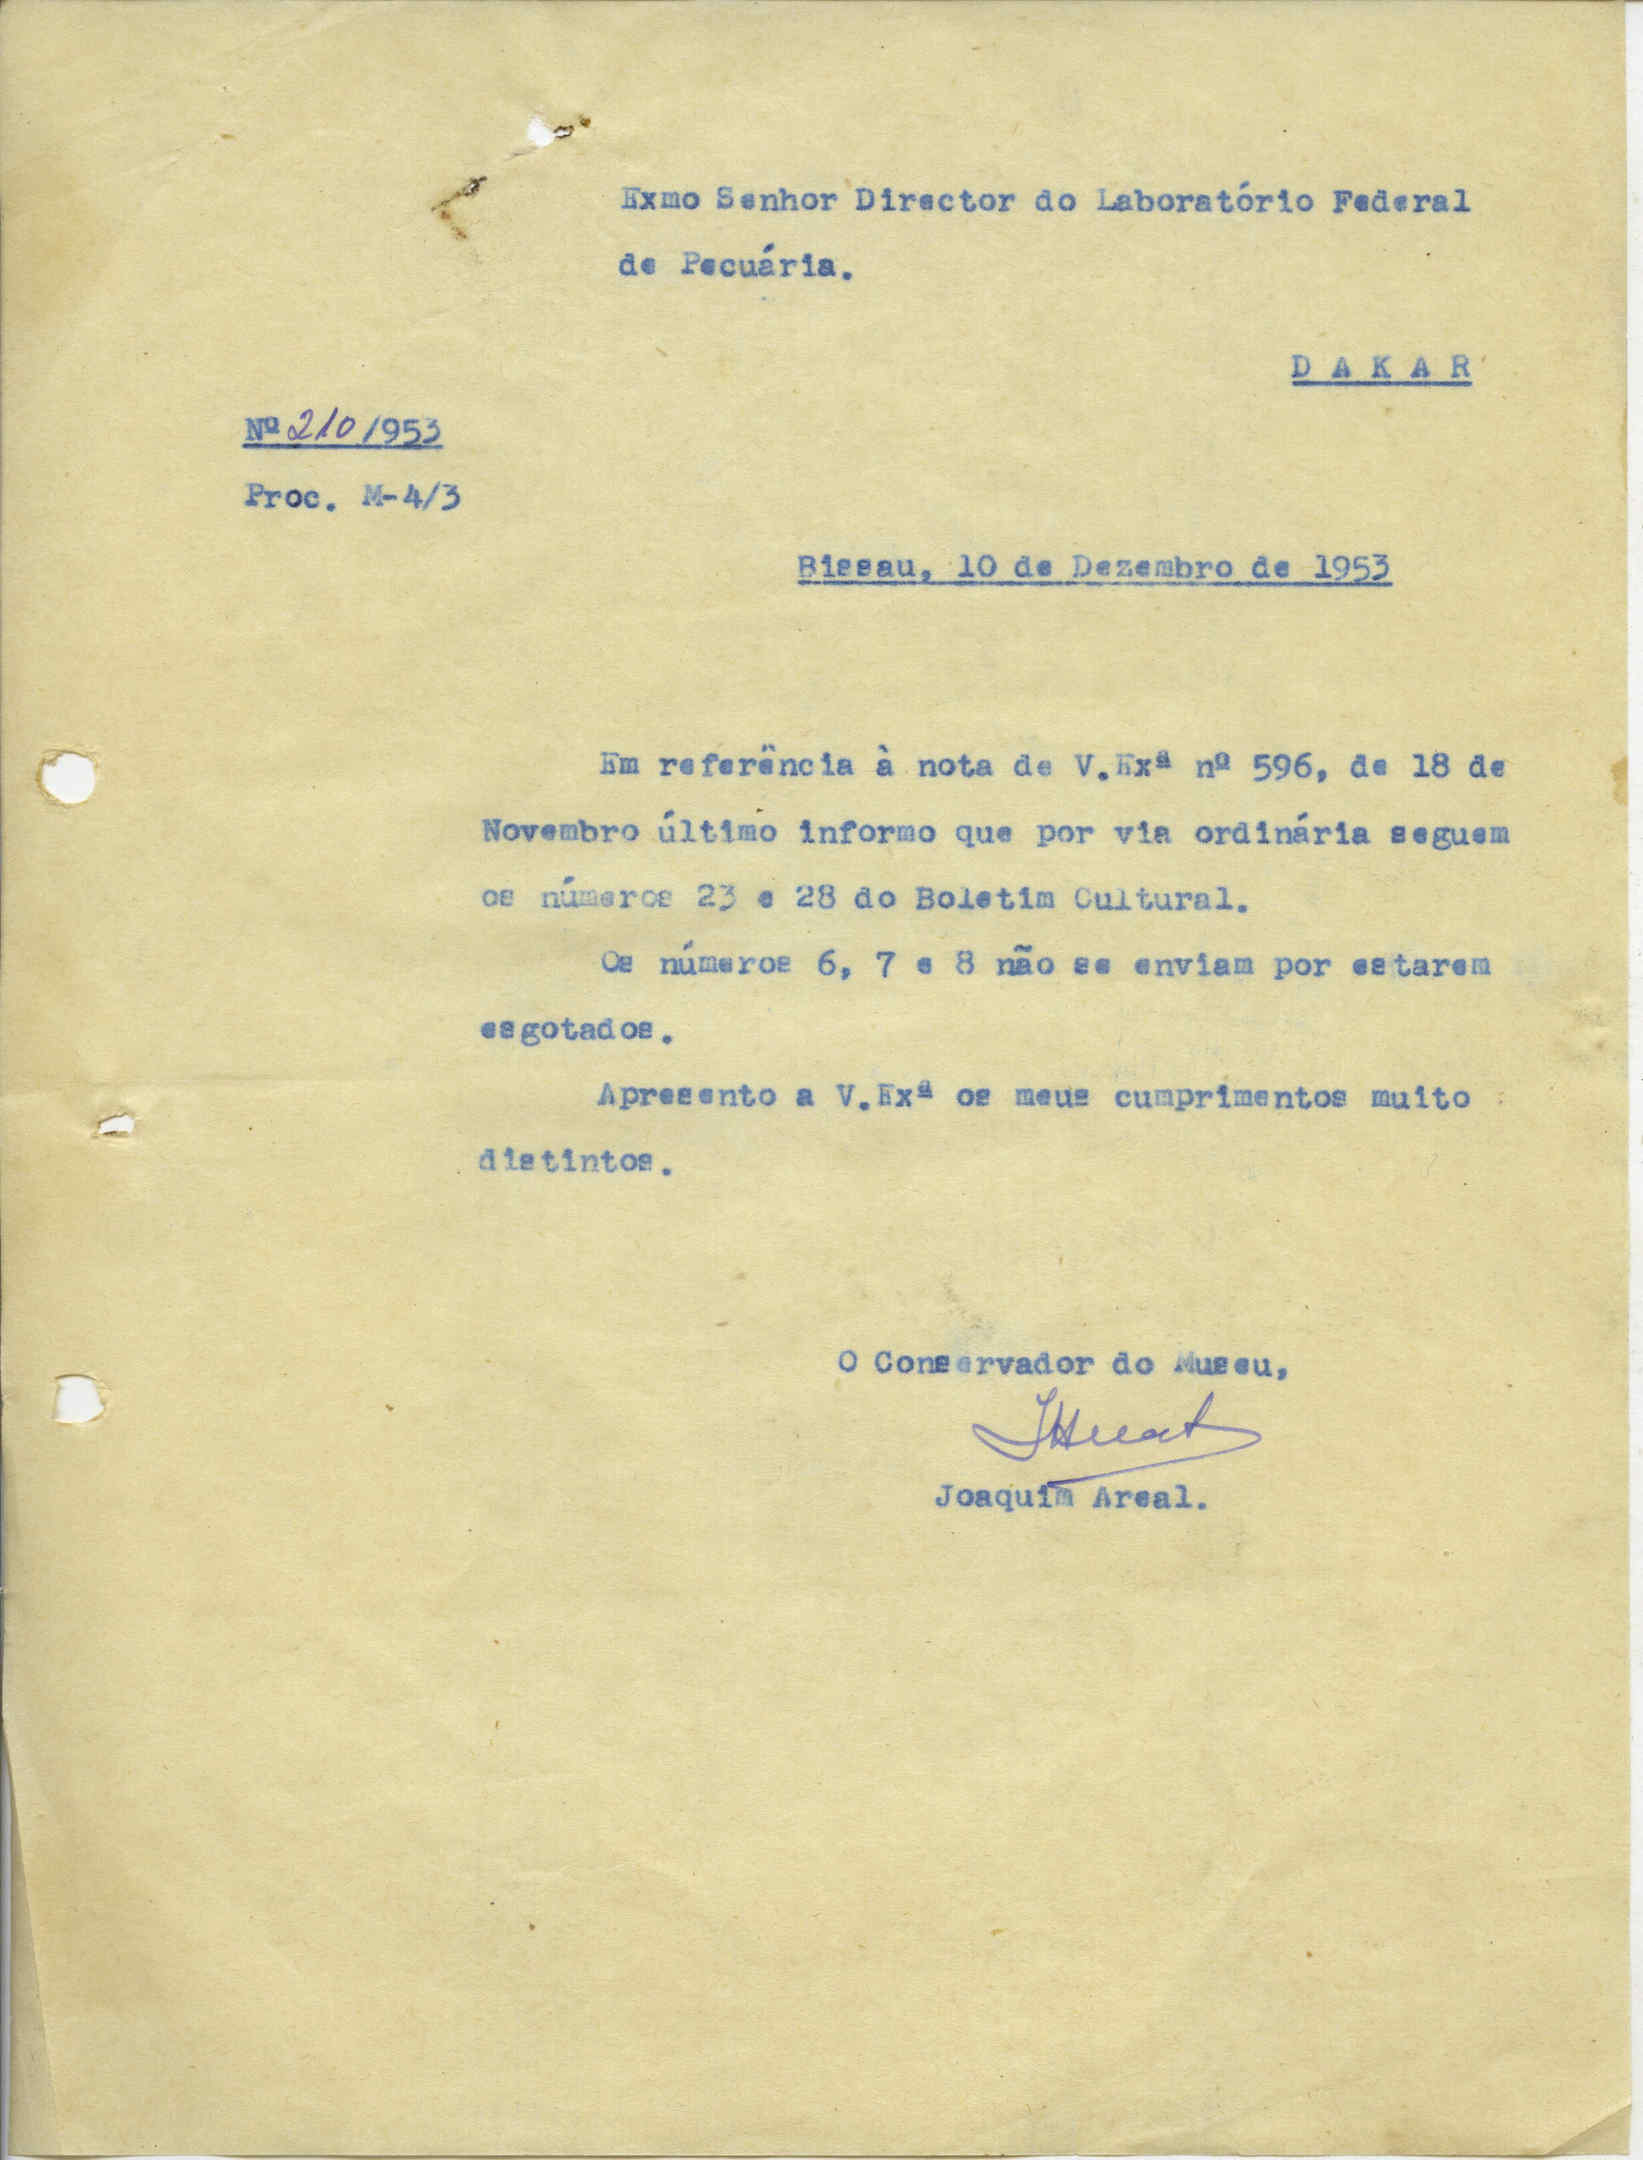 Exmo Senhor Director do Laboratório Federal
de Pecuária.
D A K A R
Nº 210/953
Proc. M-4/3
Bissau, 10 de Dezembro de 1953
Em referência à nota de V.Exª nº 596, de 18 de
Novembro último informo que por via ordinária seguem
os números 23 e 28 do Boletim Cultural.
Os números 6, 7 e 8 não se enviam por estarem
esgotados.
Apresento a V.Exª os meus cumprimentos muito
distintos.
O Conservador do Museu,
Joaquim Areal.